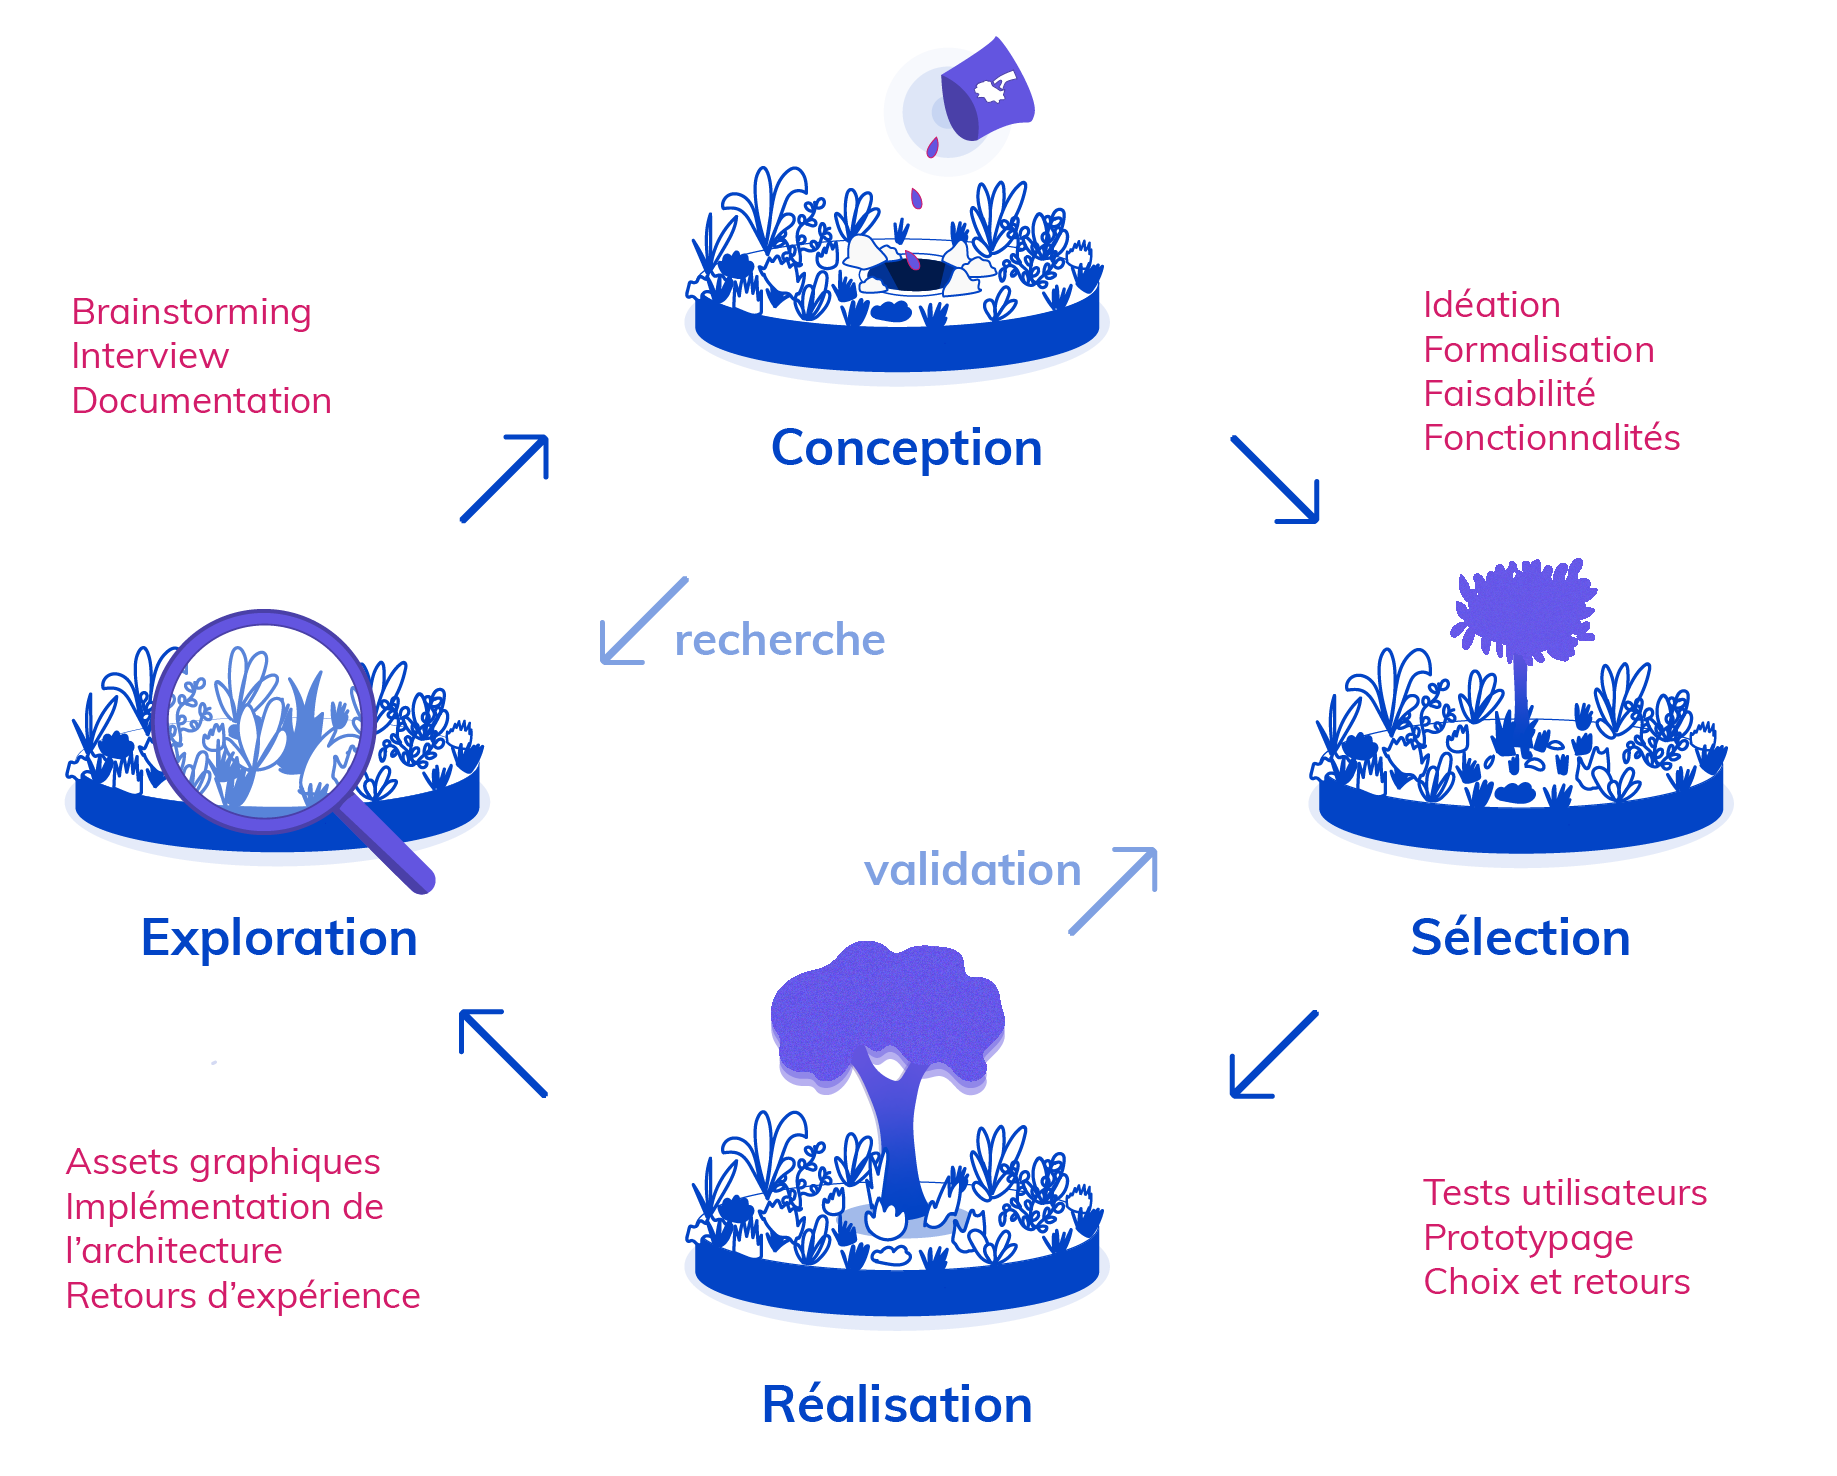 Brainstorming
Interview
Documentation
Idéation
Formalisation
Faisabilité
Fonctionnalités
Conception
recherche
validation
Exploration
Sélection
Assets graphiques
Implémentation de
l’architecture
Retours d’expérience
Tests utilisateurs
Prototypage
Choix et retours
Réalisation